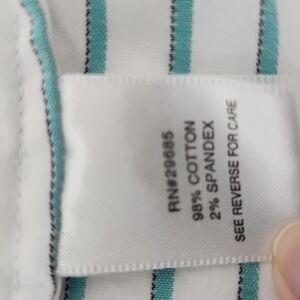 RN#29685
98% COTTON
2% SPANDEX
SEE REVERSE FOR CARE